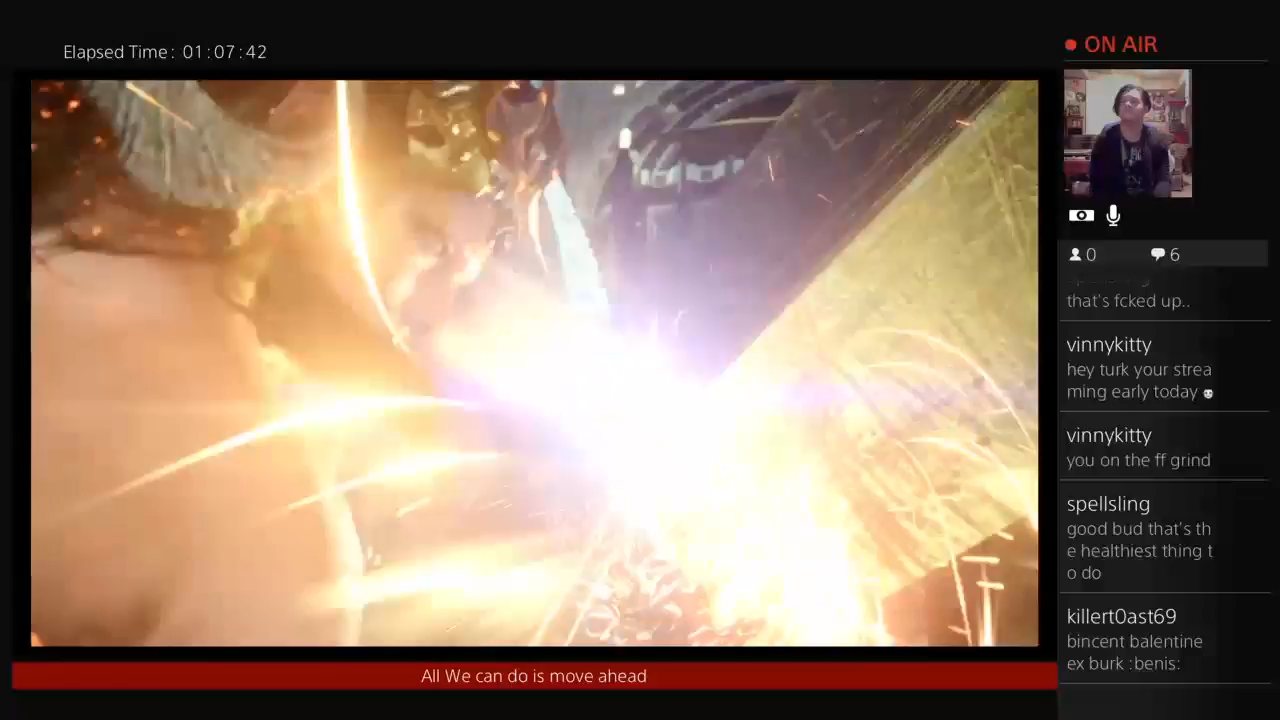 Elapsed Time: 01:07:42
ON AIR
0
6
that's fcked up..
vinnykitty
hey turk your strea
ming early today
vinnykitty
you on the ff grind
spellsling
good bud that's th
e healthiest thing t
o do
killert0ast69
bincent balentine
ex burk :benis:
All We can do is move ahead